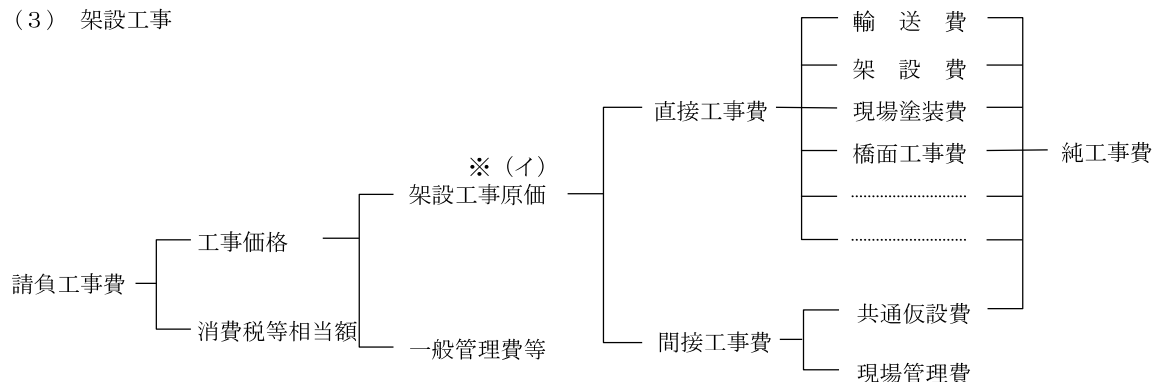 （３） 架設工事
輸 送 費
架 設 費
直接工事費
現場塗装費
橋面工事費
純工事費
※（イ）
架設工事原価
…………………………
…………………………
工事価格
請負工事費
消費税等相当額
一般管理費等
間接工事費
共通仮設費
現場管理費